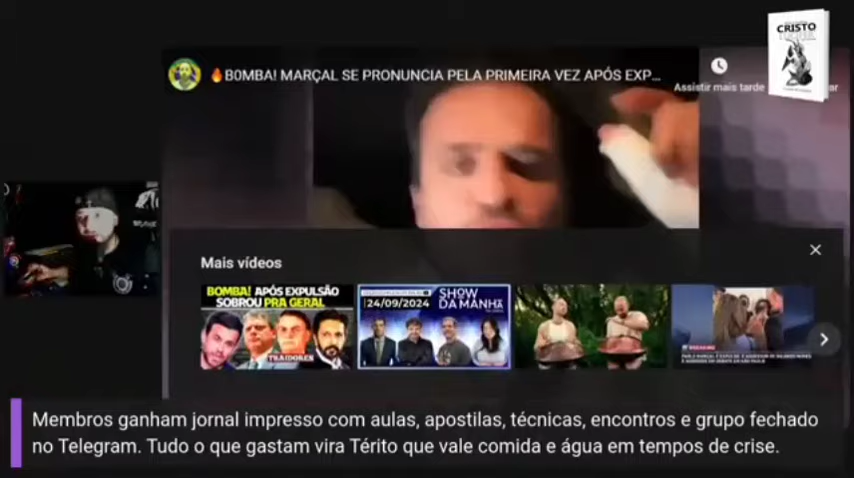 CRISTO
🔥B0MBA! MARÇAL SE PRONUNCIA PELA PRIMEIRA VEZ APÓS EXP...
Assistir mais tarde
ar
Mais vídeos
BOMBA! APÓS EXPULSÃO
SOBROU PRA GERAL
TRAIDORES
24/09/2024
SHOW
DA MANHÃ
Membros ganham jornal impresso com aulas, apostilas, técnicas, encontros e grupo fechado
no Telegram. Tudo o que gastam vira Térito que vale comida e água em tempos de crise.